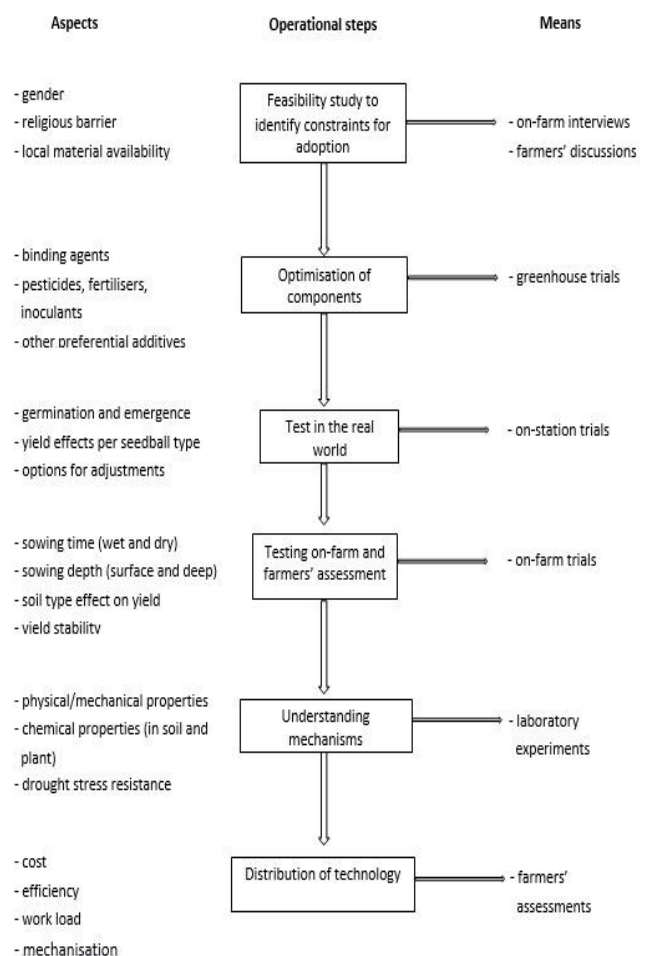 Aspects
Operational steps
Means
- gender
- religious barrier
- local material availability
Feasibility study to
identify constraints for
adoption
- on-farm interviews
- farmers' discussions
- binding agents
- pesticides, fertilisers,
inoculants
- other preferential additives
Optimisation of
components
- greenhouse trials
- germination and emergence
- yield effects per seedball type
- options for adjustments
Test in the real
world
- on-station trials
- sowing time (wet and dry)
- sowing depth (surface and deep)
- soil type effect on yield
- yield stability
Testing on-farm and
farmers' assessment
- on-farm trials
- physical/mechanical properties
- chemical properties (in soil and
plant)
- drought stress resistance
Understanding
mechanisms
- laboratory
experiments
- cost
- efficiency
- work load
- mechanisation
Distribution of technology
- farmers'
assessments